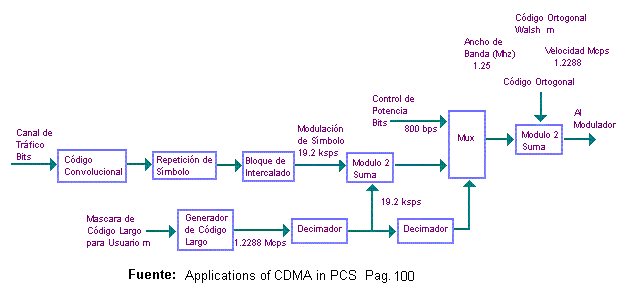 Código Ortogonal
Walsh m
Ancho de
Banda (Mhz)
1.25
Velocidad Mcps
1.2288
Código Ortogonal
Control de
Potencia
Bits
800 bps
Al
Modulador
Canal de
Tráfico
Bits
Código
Convolucional
Repetición de
Símbolo
Bloque de
Intercalado
Modulación
de Símbolo
19.2 ksps
Modulo 2
Suma
Mux
Modulo 2
Suma
19.2 ksps
Mascara de
Código Largo
para Usuario m
Generador
de Código
Largo
1.2288 Mcps
Decimador
Decimador
Fuente: Applications of CDMA in PCS Pag. 100